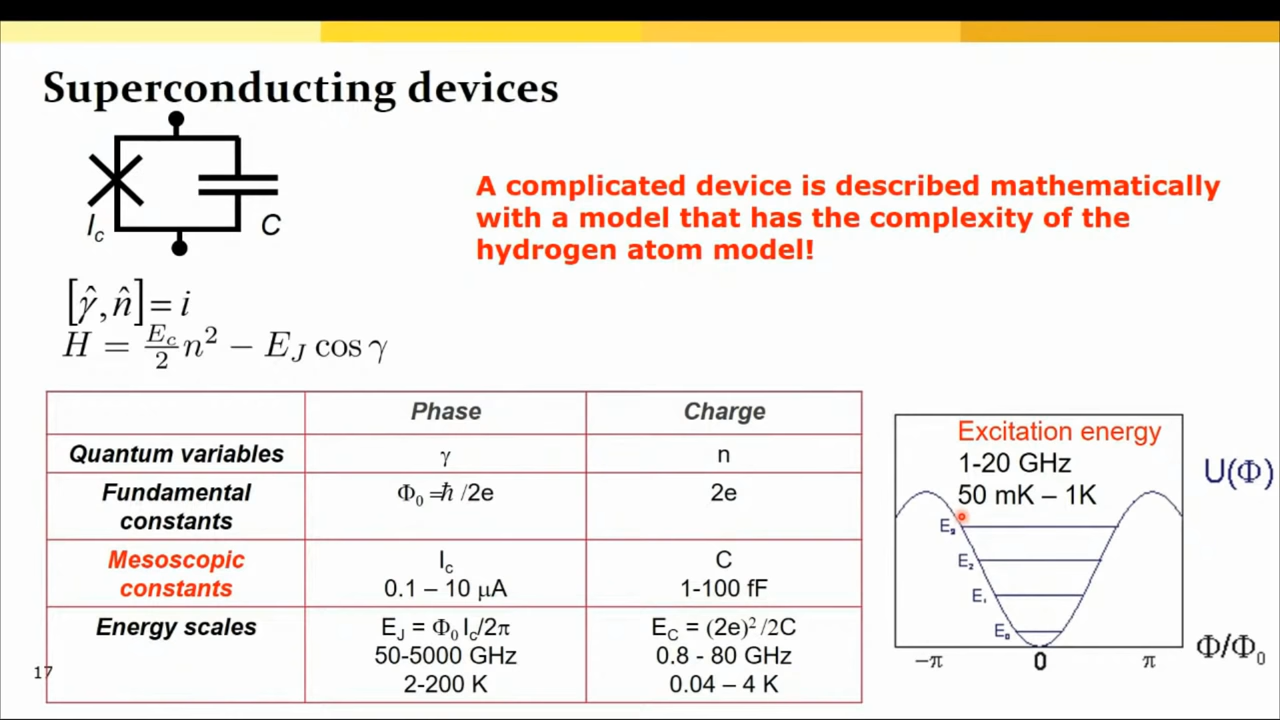 Superconducting devices
I_c
C
A complicated device is described mathematically
with a model that has the complexity of the
hydrogen atom model!
[γ̂, n̂] = i
H = E_c/2 n² − E_J cos γ
Phase
Charge
Quantum variables
γ
n
Fundamental
constants
Φ₀ = ħ /2e
2e
Mesoscopic
constants
I_c
0.1 – 10 μA
C
1-100 fF
Energy scales
E_J = Φ₀ I_c/2π
50-5000 GHz
2-200 K
E_C = (2e)² /2C
0.8 - 80 GHz
0.04 – 4 K
17
Excitation energy
1-20 GHz
50 mK – 1K
U(Φ)
E₃
E₂
E₁
E₀
−π
0
π
Φ/Φ₀